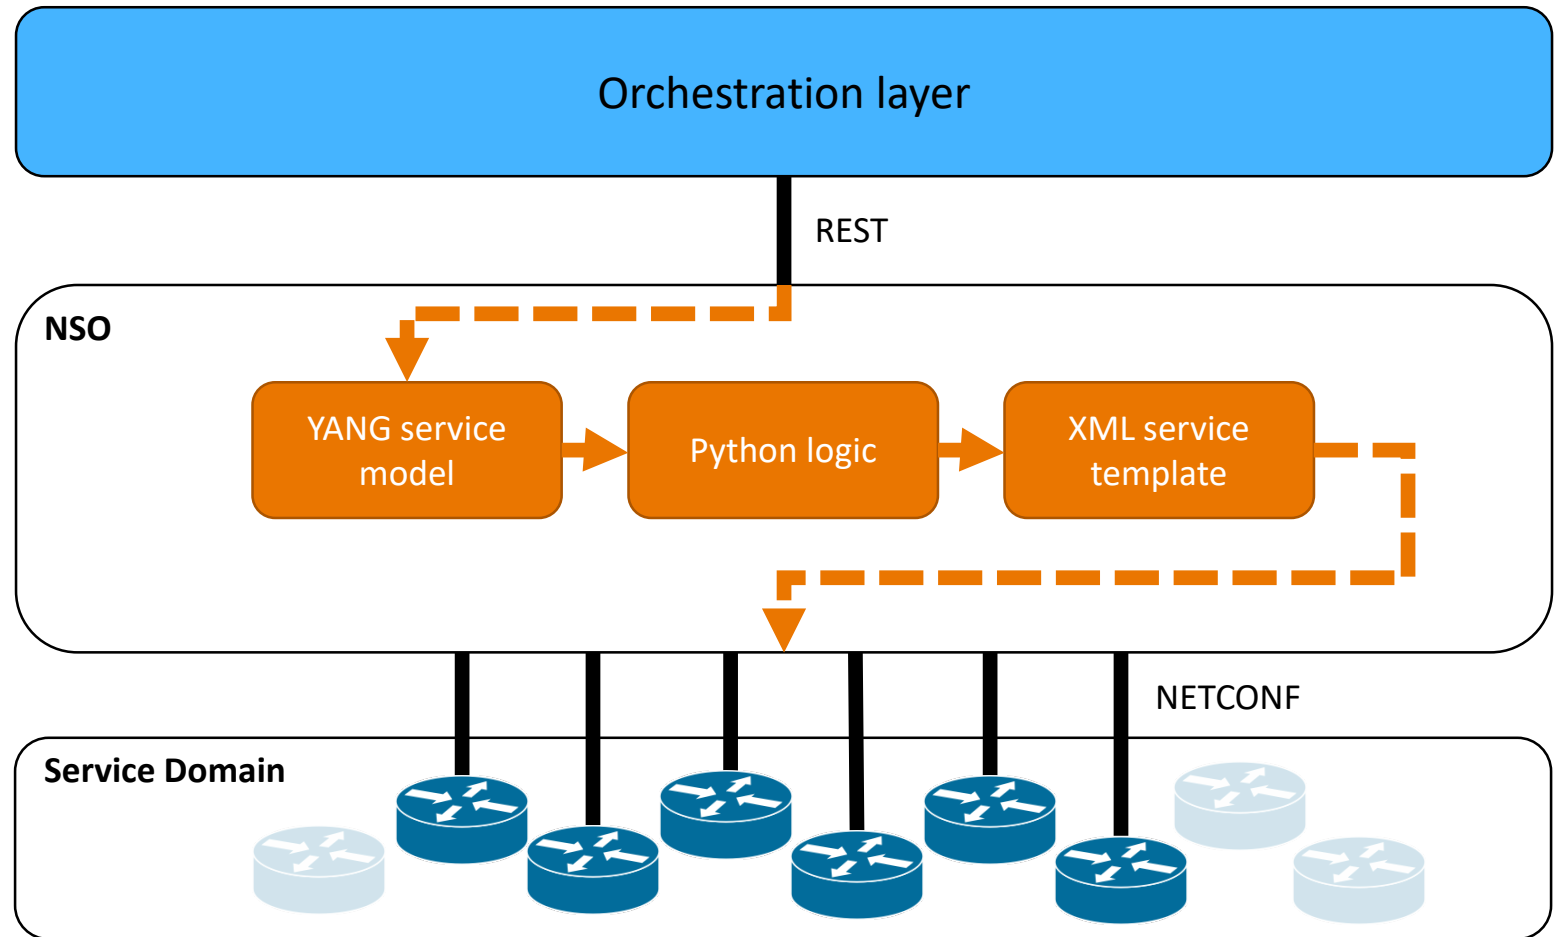 Orchestration layer
REST
NSO
YANG service
model
Python logic
XML service
template
NETCONF
Service Domain